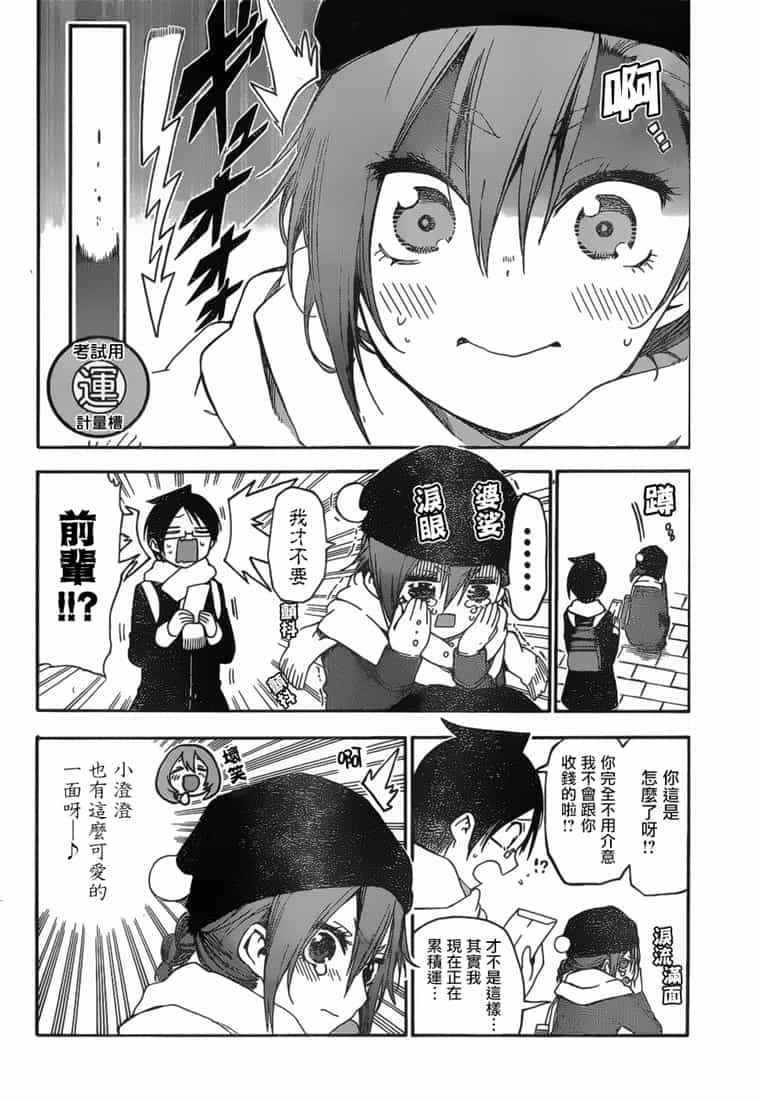 啊…
ギュオオオ
考試用
運
計量槽
蹲
……
婆娑
淚眼
我才不要
顫抖
顫抖
前輩!!?
你這是
怎麼了呀!?
你完全不用介意
我不會跟你
收錢的啦!?
!?
淚流滿面
才不是這樣…
其實我
現在正在
累積運…
啊
壞笑
小澄澄
也有這麼可愛的
一面呀─♪